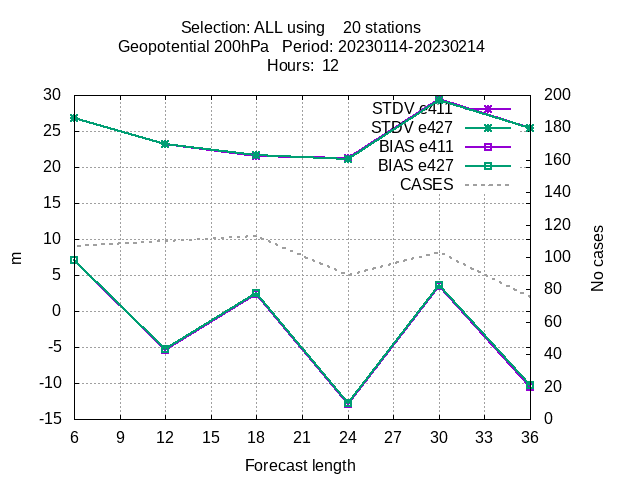 Selection: ALL using 20 stations
Geopotential 200hPa Period: 20230114-20230214
Hours: 12
30
25
20
15
10
5
0
-5
-10
-15
m
200
180
160
140
120
100
80
60
40
20
0
No cases
STDV e411
STDV e427
BIAS e411
BIAS e427
CASES
6 9 12 15 18 21 24 27 30 33 36
Forecast length